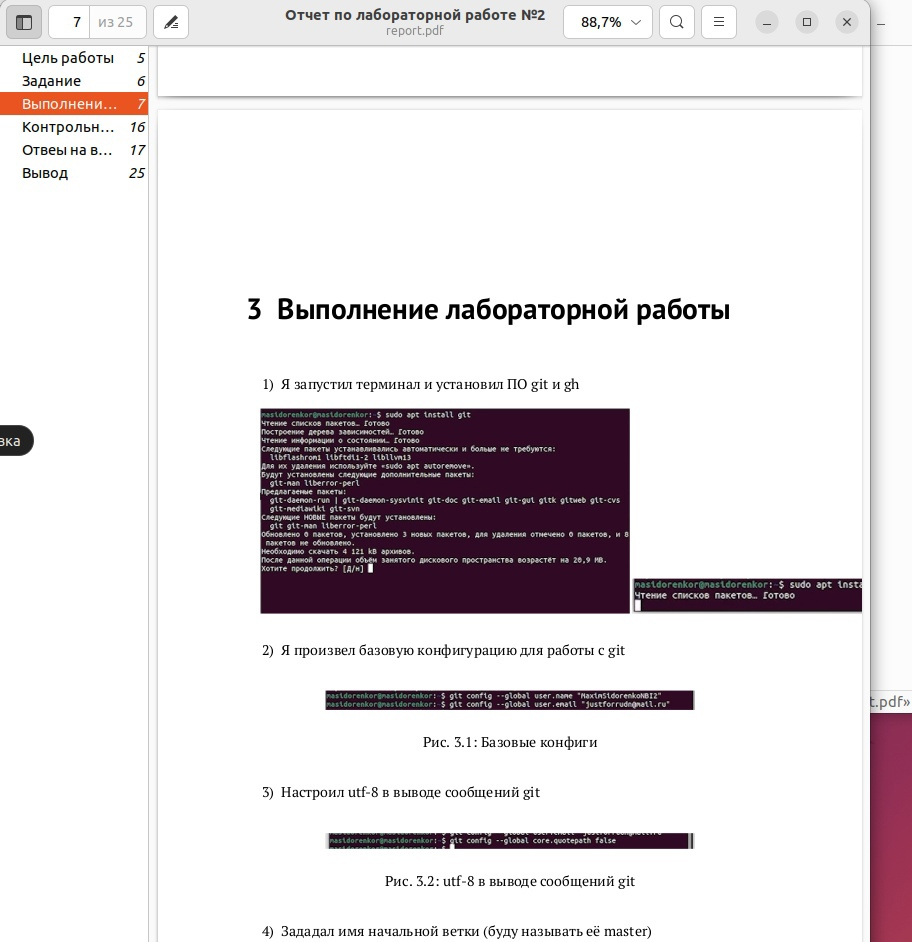 7 из 25
Отчет по лабораторной работе №2
report.pdf
88,7%
Цель работы 5
Задание 6
Выполнени... 7
Контрольн... 16
Отвеы на в... 17
Вывод 25
вка
3 Выполнение лабораторной работы
1) Я запустил терминал и установил ПО git и gh
masidorenkor@masidorenkor:~$ sudo apt install git
Чтение списков пакетов… Готово
Построение дерева зависимостей… Готово
Чтение информации о состоянии… Готово
Следующие пакеты устанавливались автоматически и больше не требуются:
libflashrom1 libftdi1-2 libllvm13
Для их удаления используйте «sudo apt autoremove».
Будут установлены следующие дополнительные пакеты:
git-man liberror-perl
Предлагаемые пакеты:
git-daemon-run | git-daemon-sysvinit git-doc git-email git-gui gitk gitweb git-cvs
git-mediawiki git-svn
Следующие НОВЫЕ пакеты будут установлены:
git git-man liberror-perl
Обновлено 0 пакетов, установлено 3 новых пакетов, для удаления отмечено 0 пакетов, и 8
пакетов не обновлено.
Необходимо скачать 4 121 kB архивов.
После данной операции объём занятого дискового пространства возрастёт на 20,9 MB.
Хотите продолжить? [Д/н]
masidorenkor@masidorenkor:~$ sudo apt insta
Чтение списков пакетов… Готово
2) Я произвел базовую конфигурацию для работы с git
masidorenkor@masidorenkor:~$ git config --global user.name "MaximSidorenkoNBI2"
masidorenkor@masidorenkor:~$ git config --global user.email "justforrudn@mail.ru"
t.pdf»
Рис. 3.1: Базовые конфиги
3) Настроил utf-8 в выводе сообщений git
masidorenkor@masidorenkor:~$ git config --global core.quotepath false
Рис. 3.2: utf-8 в выводе сообщений git
4) Зададал имя начальной ветки (буду называть её master)